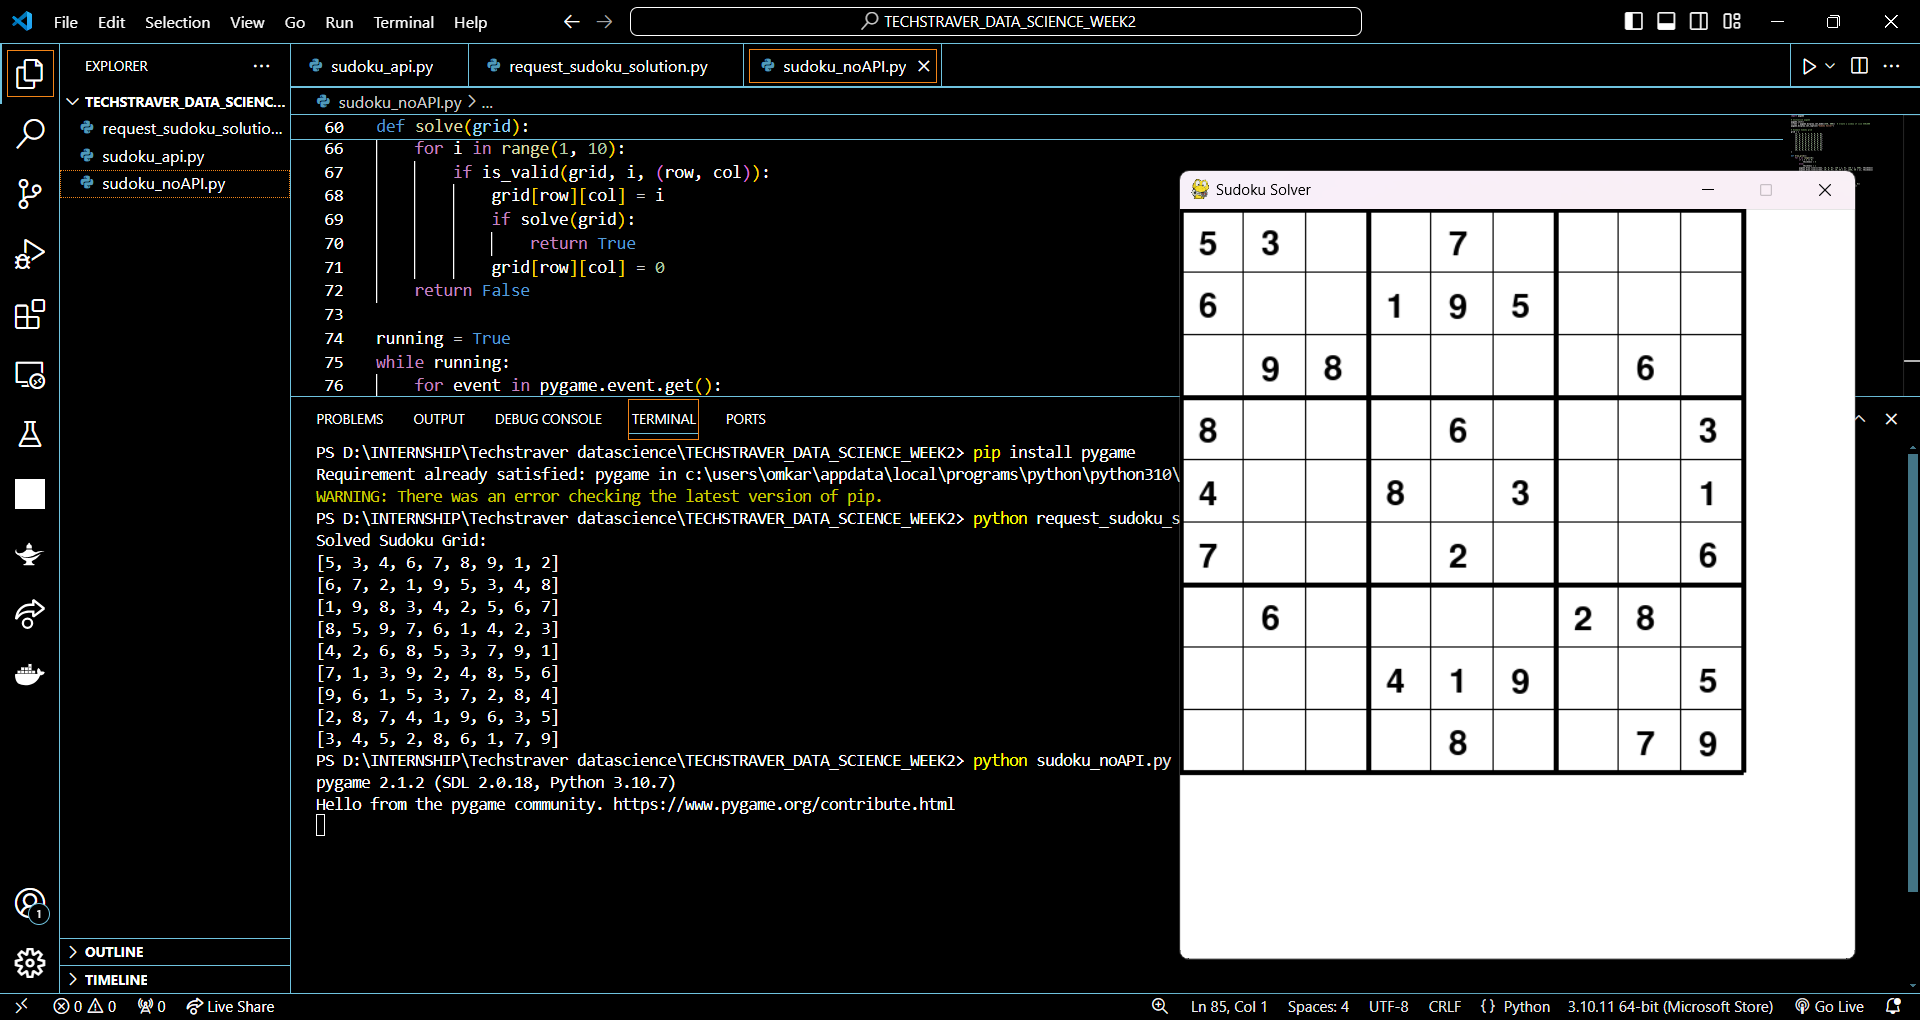 File Edit Selection View Go Run Terminal Help
TECHSTRAVER_DATA_SCIENCE_WEEK2
EXPLORER
TECHSTRAVER_DATA_SCIENC...
request_sudoku_solutio...
sudoku_api.py
sudoku_noAPI.py
OUTLINE
TIMELINE
sudoku_api.py request_sudoku_solution.py sudoku_noAPI.py
sudoku_noAPI.py > ...
60 def solve(grid):
66 for i in range(1, 10):
67 if is_valid(grid, i, (row, col)):
68 grid[row][col] = i
69 if solve(grid):
70 return True
71 grid[row][col] = 0
72 return False
73
74 running = True
75 while running:
76 for event in pygame.event.get():
PROBLEMS OUTPUT DEBUG CONSOLE TERMINAL PORTS
PS D:\INTERNSHIP\Techstraver datascience\TECHSTRAVER_DATA_SCIENCE_WEEK2> pip install pygame
Requirement already satisfied: pygame in c:\users\omkar\appdata\local\programs\python\python310\
WARNING: There was an error checking the latest version of pip.
PS D:\INTERNSHIP\Techstraver datascience\TECHSTRAVER_DATA_SCIENCE_WEEK2> python request_sudoku_s
Solved Sudoku Grid:
[5, 3, 4, 6, 7, 8, 9, 1, 2]
[6, 7, 2, 1, 9, 5, 3, 4, 8]
[1, 9, 8, 3, 4, 2, 5, 6, 7]
[8, 5, 9, 7, 6, 1, 4, 2, 3]
[4, 2, 6, 8, 5, 3, 7, 9, 1]
[7, 1, 3, 9, 2, 4, 8, 5, 6]
[9, 6, 1, 5, 3, 7, 2, 8, 4]
[2, 8, 7, 4, 1, 9, 6, 3, 5]
[3, 4, 5, 2, 8, 6, 1, 7, 9]
PS D:\INTERNSHIP\Techstraver datascience\TECHSTRAVER_DATA_SCIENCE_WEEK2> python sudoku_noAPI.py
pygame 2.1.2 (SDL 2.0.18, Python 3.10.7)
Hello from the pygame community. https://www.pygame.org/contribute.html
Sudoku Solver
5 3 7
6 1 9 5
9 8 6
8 6 3
4 8 3 1
7 2 6
6 2 8
4 1 9 5
8 7 9
1
0 0 0 Live Share Ln 85, Col 1 Spaces: 4 UTF-8 CRLF {} Python 3.10.11 64-bit (Microsoft Store) Go Live